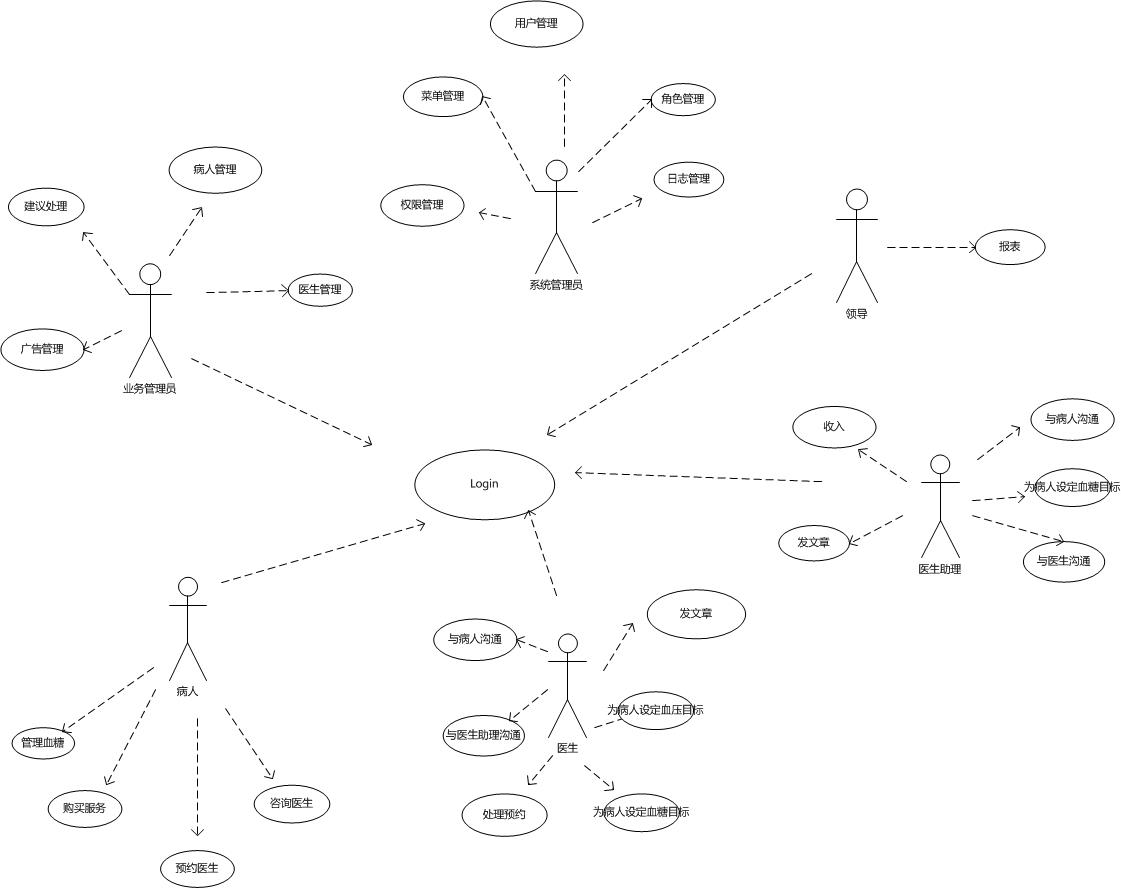 用户管理
菜单管理
角色管理
病人管理
日志管理
建议处理
权限管理
报表
系统管理员
医生管理
领导
广告管理
业务管理员
收入
与病人沟通
Login
为病人设定血糖目标
发文章
与医生沟通
医生助理
发文章
与病人沟通
病人
为病人设定血压目标
管理血糖
与医生助理沟通
医生
购买服务
咨询医生
处理预约
为病人设定血糖目标
预约医生